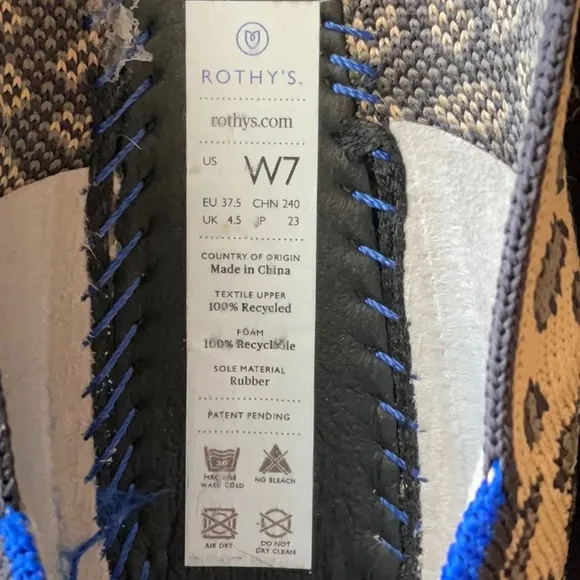 ROTHY'S™
rothys.com
US W7
EU 37.5 CHN 240
UK 4.5 JP 23
COUNTRY OF ORIGIN
Made in China
TEXTILE UPPER
100% Recycled
FOAM
100% Recyclable
SOLE MATERIAL
Rubber
PATENT PENDING
30
MACHINE WASH COLD
NO BLEACH
AIR DRY
DO NOT DRY CLEAN